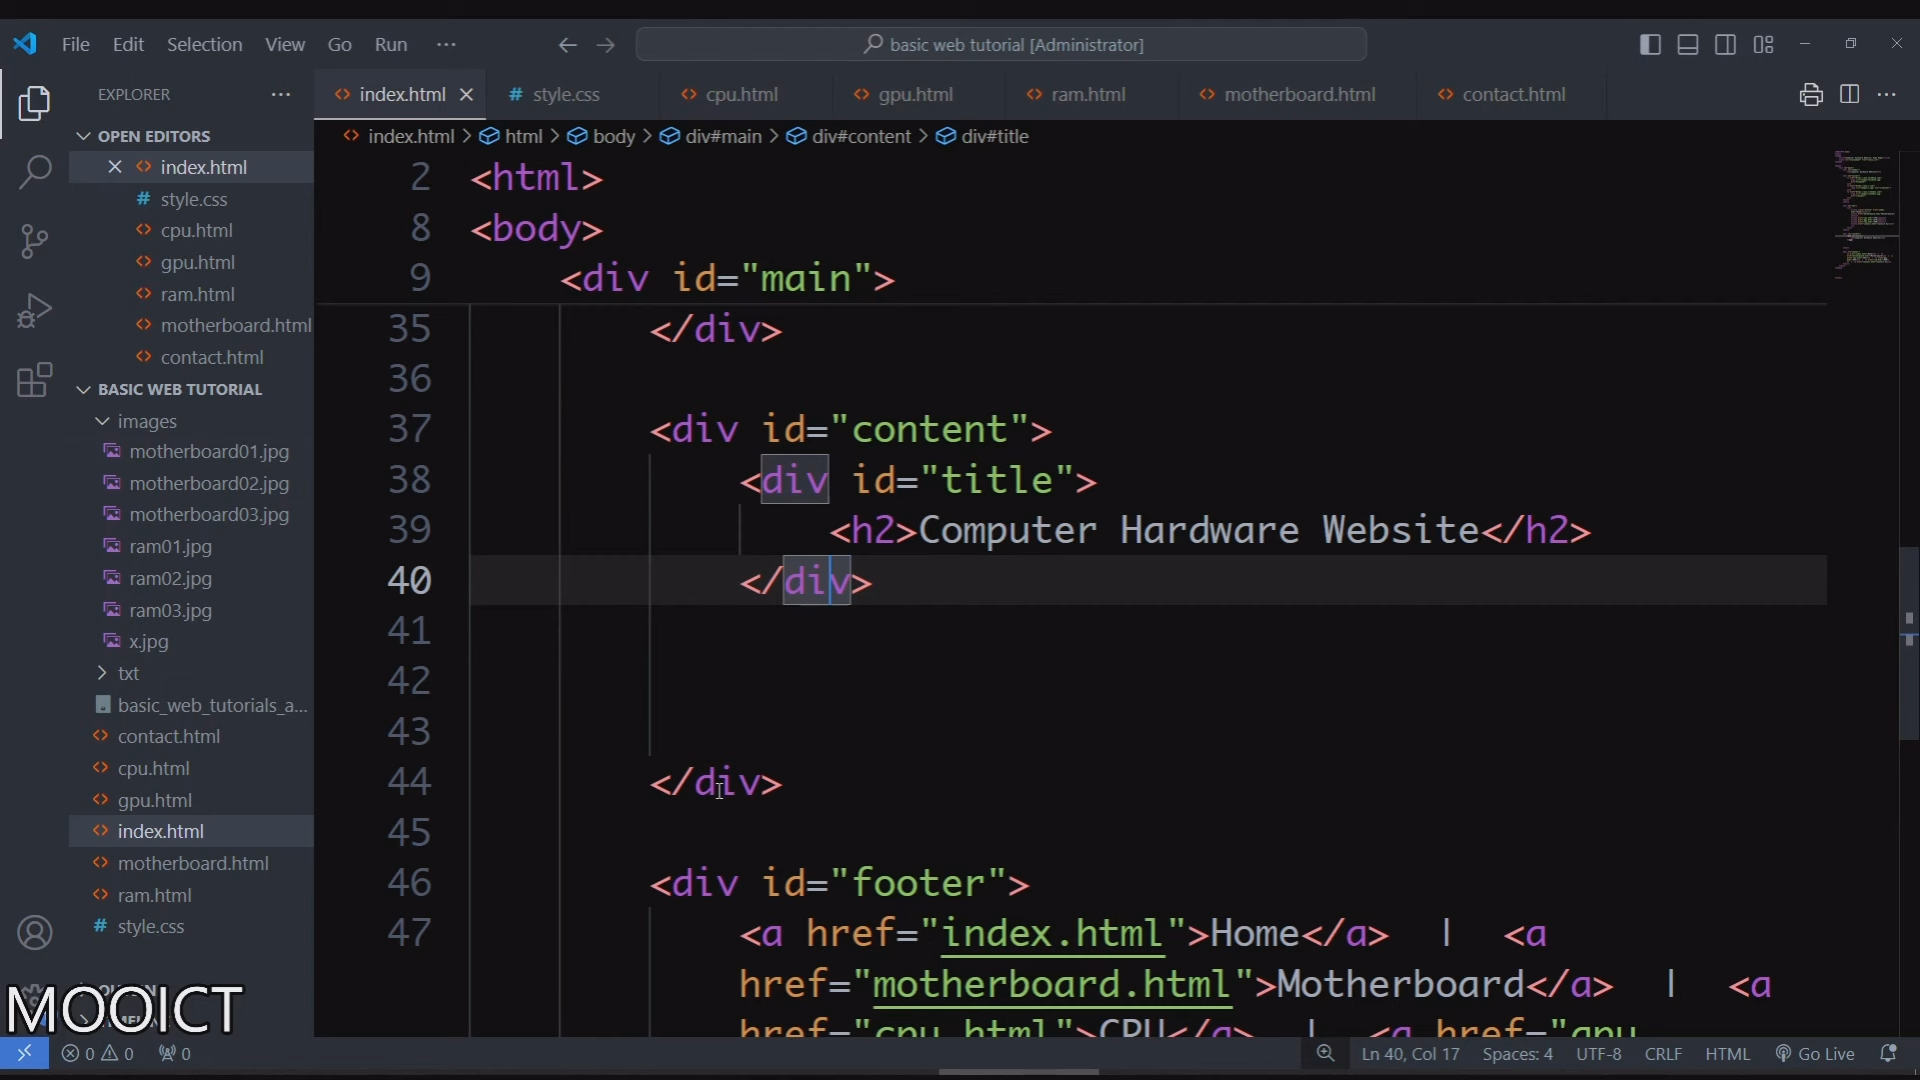 File Edit Selection View Go Run ... basic web tutorial [Administrator]
EXPLORER ...
OPEN EDITORS
index.html
style.css
cpu.html
gpu.html
ram.html
motherboard.html
contact.html
BASIC WEB TUTORIAL
images
motherboard01.jpg
motherboard02.jpg
motherboard03.jpg
ram01.jpg
ram02.jpg
ram03.jpg
x.jpg
txt
basic_web_tutorials_a...
contact.html
cpu.html
gpu.html
index.html
motherboard.html
ram.html
style.css
MOOICT
index.html style.css cpu.html gpu.html ram.html motherboard.html contact.html ...
index.html > html > body > div#main > div#content > div#title
2 <html>
8 <body>
9 <div id="main">
35 </div>
36
37 <div id="content">
38 <div id="title">
39 <h2>Computer Hardware Website</h2>
40 </div>
41
42
43
44 </div>
45
46 <div id="footer">
47 <a href="index.html">Home</a> | <a
href="motherboard.html">Motherboard</a> | <a
href="cpu.html">CPU</a> | <a href="gpu
0 0 0 Ln 40, Col 17 Spaces: 4 UTF-8 CRLF HTML Go Live